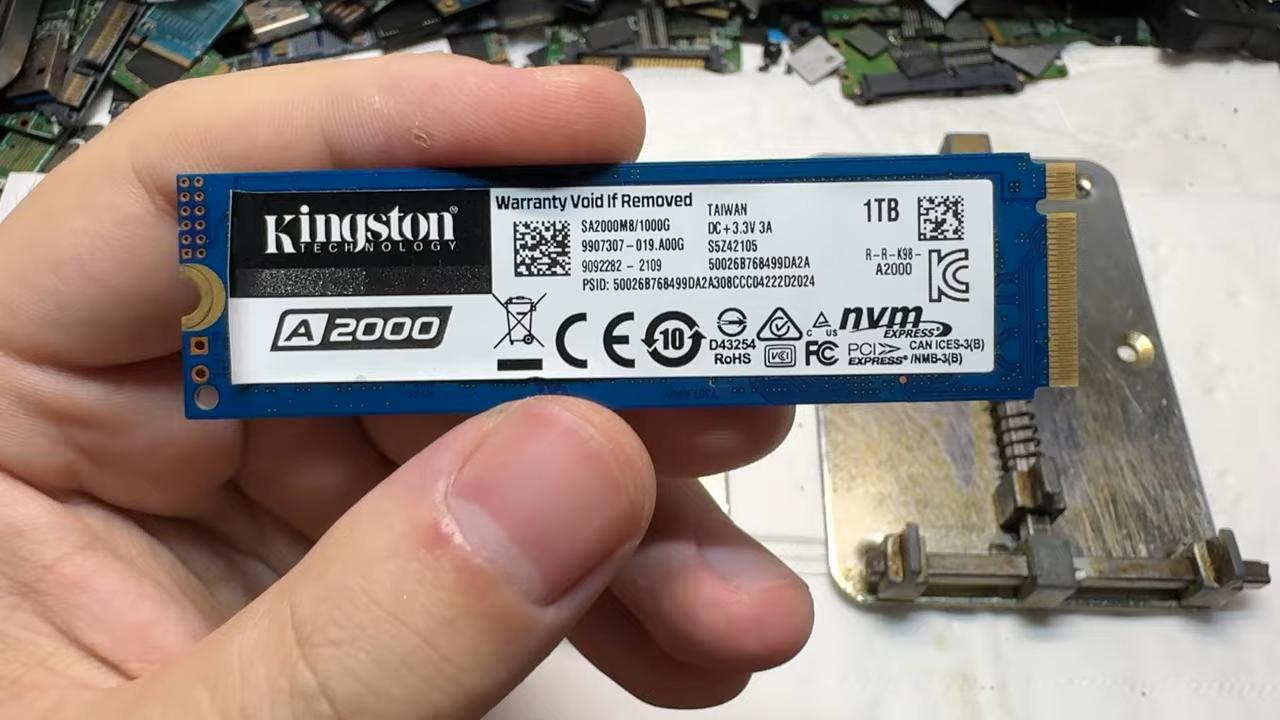 Kingston®
TECHNOLOGY
A2000
Warranty Void If Removed
SA2000M8/1000G
9907307-019.A00G
9092282 - 2109
PSID: 50026B768499DA2A308CCC04222D2024
TAIWAN
DC+3.3V 3A
S5Z42105
50026B768499DA2A
1TB
R-R-K98-
A2000
CE
10
D43254
RoHS
VCI
c US
FC
nvm
EXPRESS
PCI
EXPRESS®
CAN ICES-3(B)
/NMB-3(B)